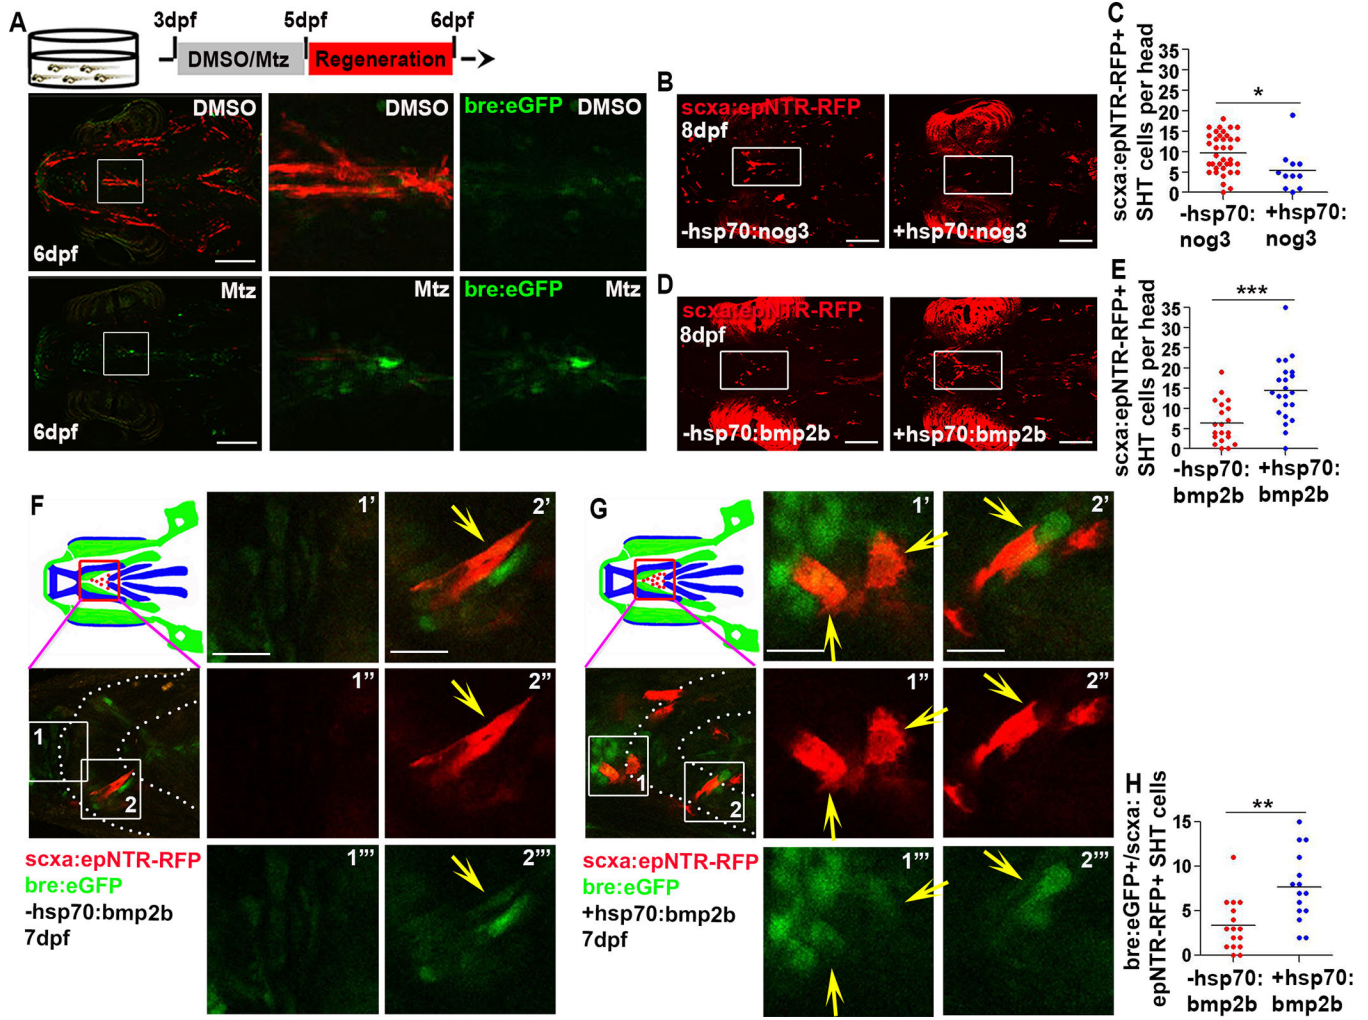 A
3dpf 5dpf 6dpf
DMSO/Mtz Regeneration
DMSO
6dpf
DMSO
bre:eGFP DMSO
Mtz
6dpf
Mtz
bre:eGFP Mtz
B
scxa:epNTR-RFP
8dpf
-hsp70:nog3
+hsp70:nog3
C
scxa:epNTR-RFP+
SHT cells per head
35
30
25
20
15
10
5
0
*
-hsp70:
nog3
+hsp70:
nog3
D
scxa:epNTR-RFP
8dpf
-hsp70:bmp2b
+hsp70:bmp2b
E
scxa:epNTR-RFP+
SHT cells per head
35
30
25
20
15
10
5
0
***
-hsp70:
bmp2b
+hsp70:
bmp2b
F
1’
2’
1
2
1”
2”
1”’
2”’
scxa:epNTR-RFP
bre:eGFP
-hsp70:bmp2b
7dpf
G
1’
2’
1
2
1”
2”
1”’
2”’
scxa:epNTR-RFP
bre:eGFP
+hsp70:bmp2b
7dpf
H
bre:eGFP+/scxa:
epNTR-RFP+ SHT cells
15
10
5
0
**
-hsp70:
bmp2b
+hsp70:
bmp2b